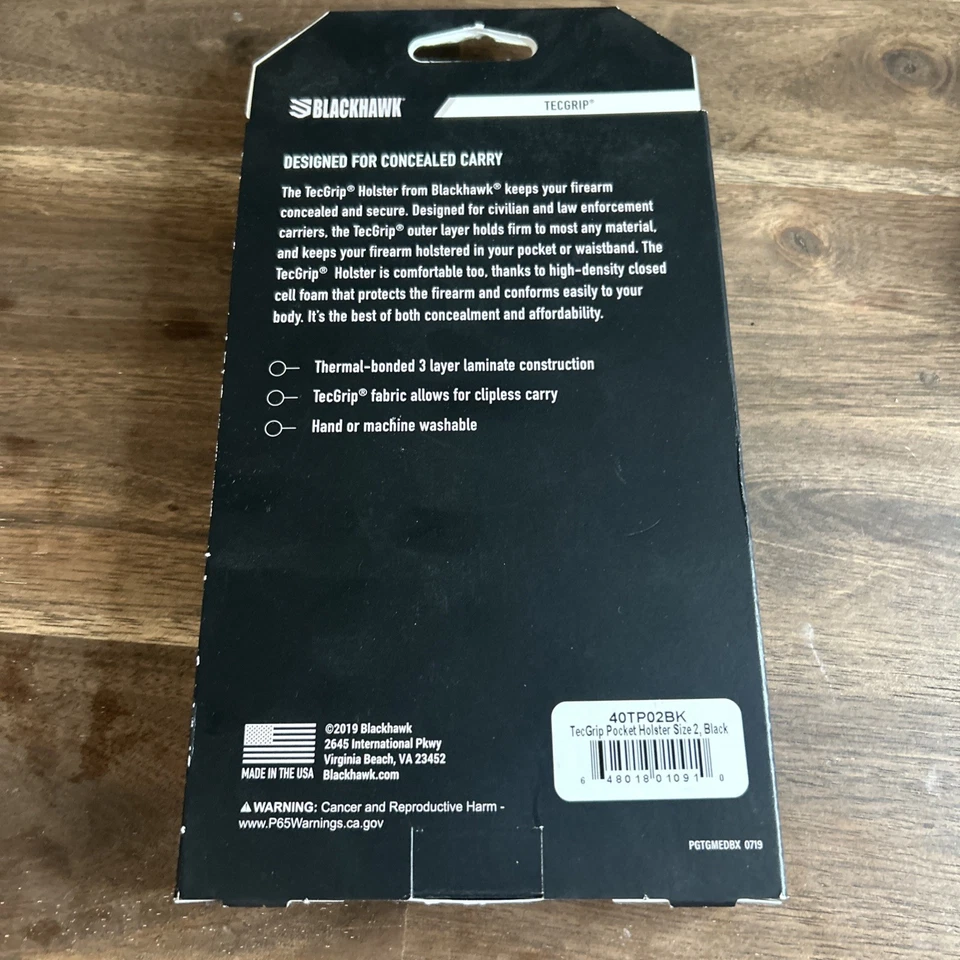 BLACKHAWK
TECGRIP®
DESIGNED FOR CONCEALED CARRY
The TecGrip® Holster from Blackhawk® keeps your firearm
concealed and secure. Designed for civilian and law enforcement
carriers, the TecGrip® outer layer holds firm to most any material,
and keeps your firearm holstered in your pocket or waistband. The
TecGrip® Holster is comfortable too, thanks to high-density closed
cell foam that protects the firearm and conforms easily to your
body. It's the best of both concealment and affordability.
Thermal-bonded 3 layer laminate construction
TecGrip® fabric allows for clipless carry
Hand or machine washable
©2019 Blackhawk
2645 International Pkwy
Virginia Beach, VA 23452
Blackhawk.com
MADE IN THE USA
WARNING: Cancer and Reproductive Harm -
www.P65Warnings.ca.gov
40TP02BK
TecGrip Pocket Holster Size 2, Black
6 48018 01091 0
PGTGMEDBX 0719